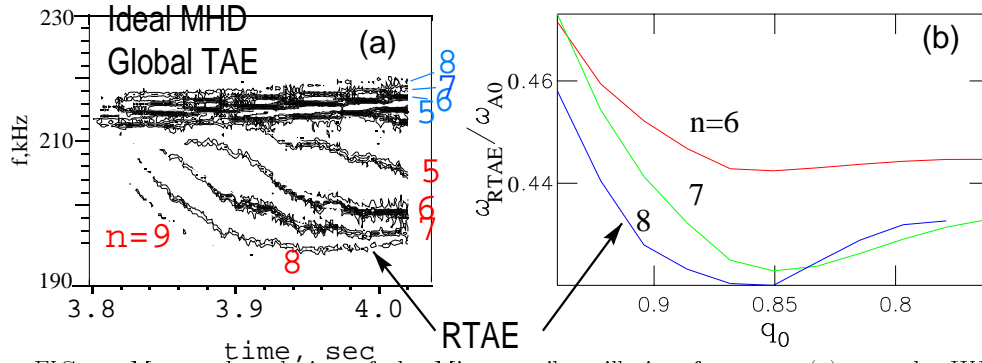 Ideal MHD
Global TAE
(a)
230
210
190
f,kHz
8
7
6
5
5
6
7
n=9
8
3.8
3.9
4.0
time, sec
RTAE
(b)
0.46
0.44
ω_RTAE / ω_A0
n=6
7
8
0.9
0.85
0.8
q_0